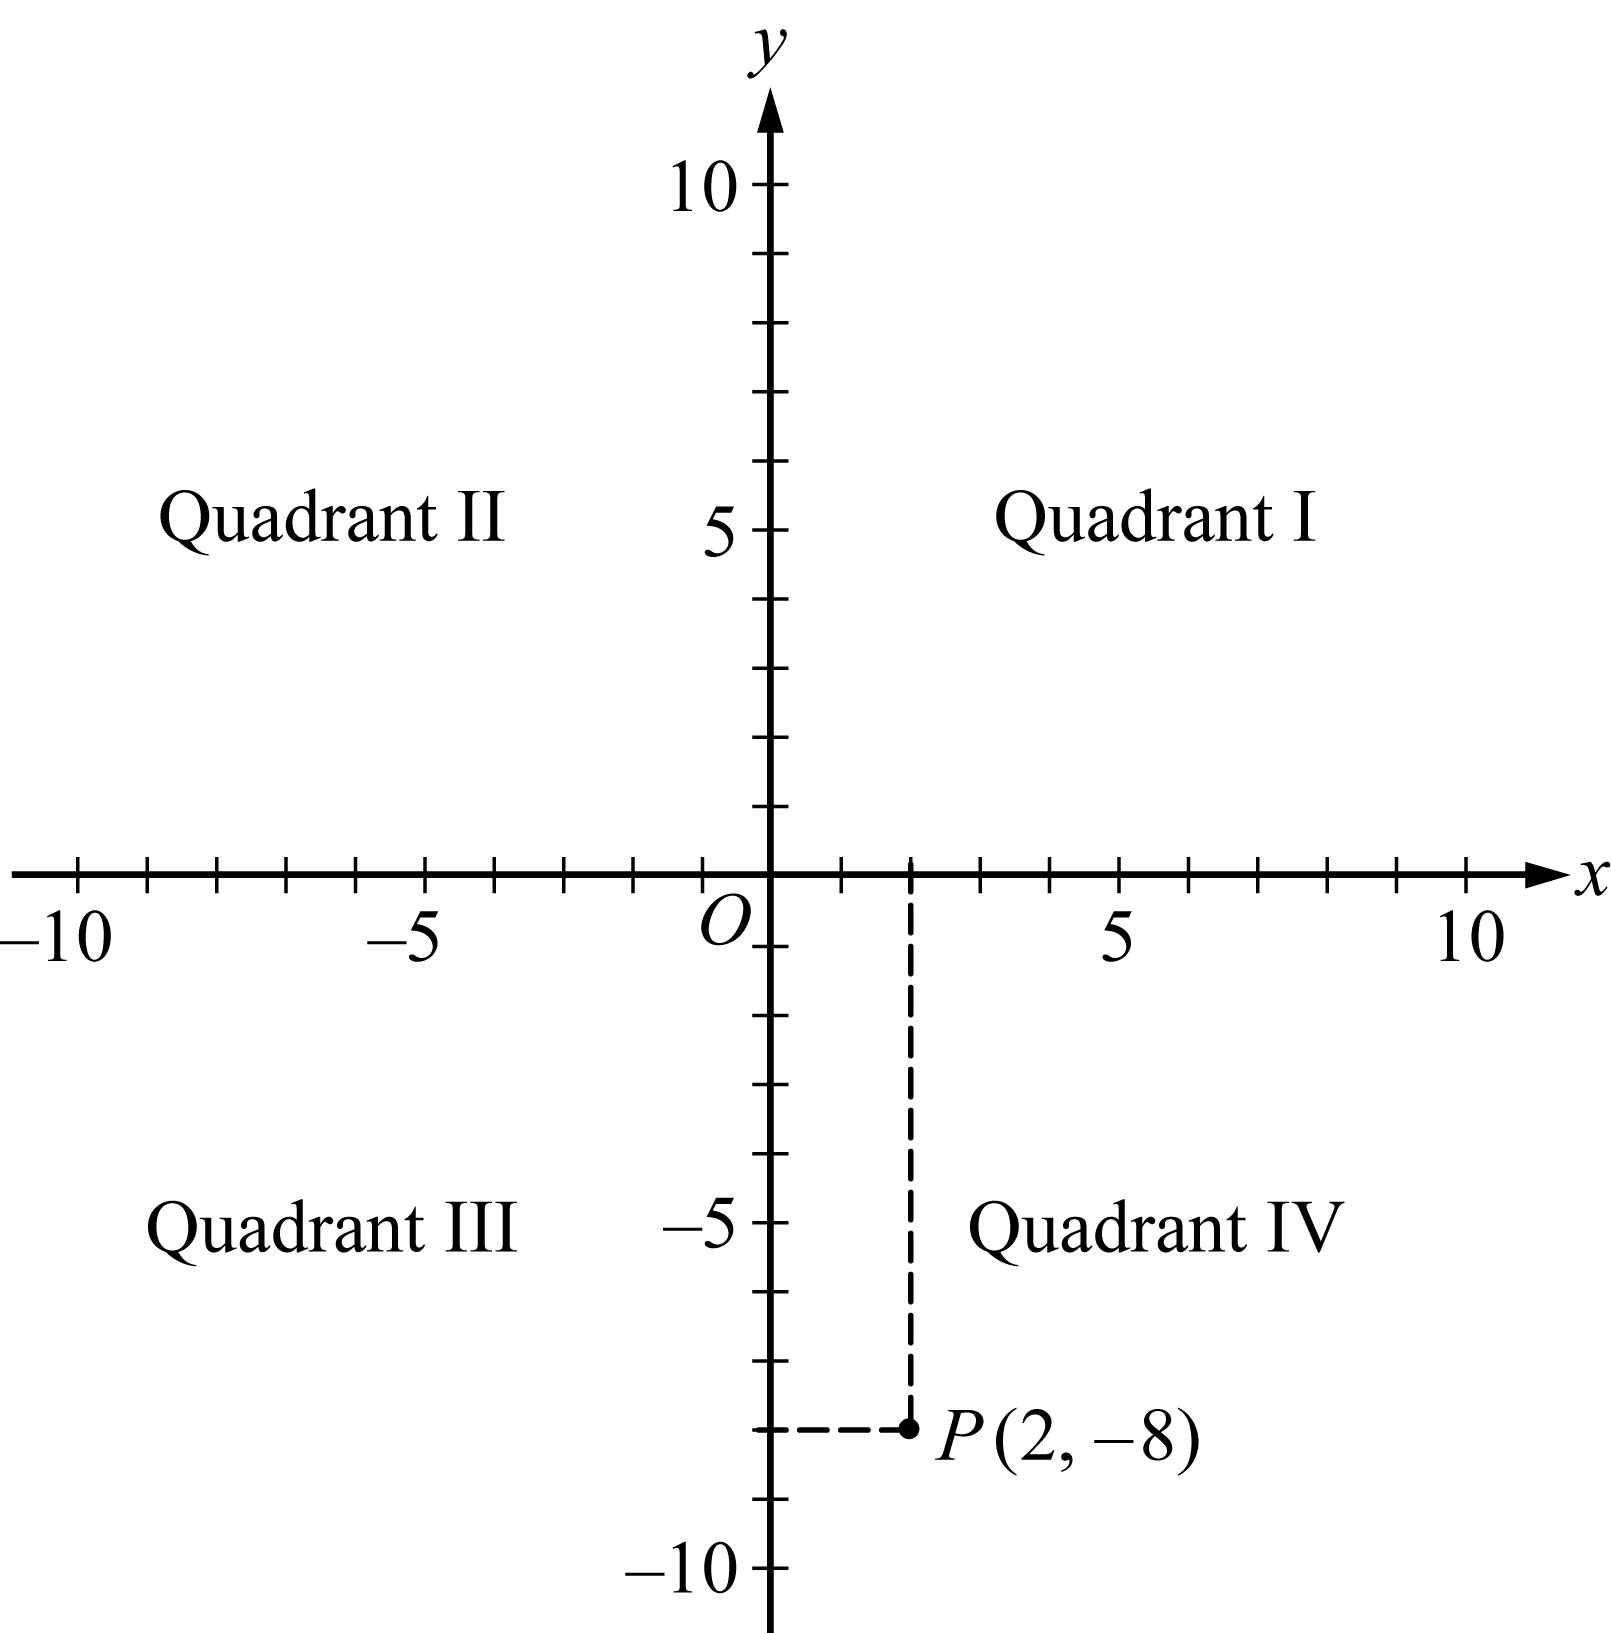 y
10
Quadrant II 5 Quadrant I
x
–10 –5 O 5 10
Quadrant III –5 Quadrant IV
P(2, –8)
–10